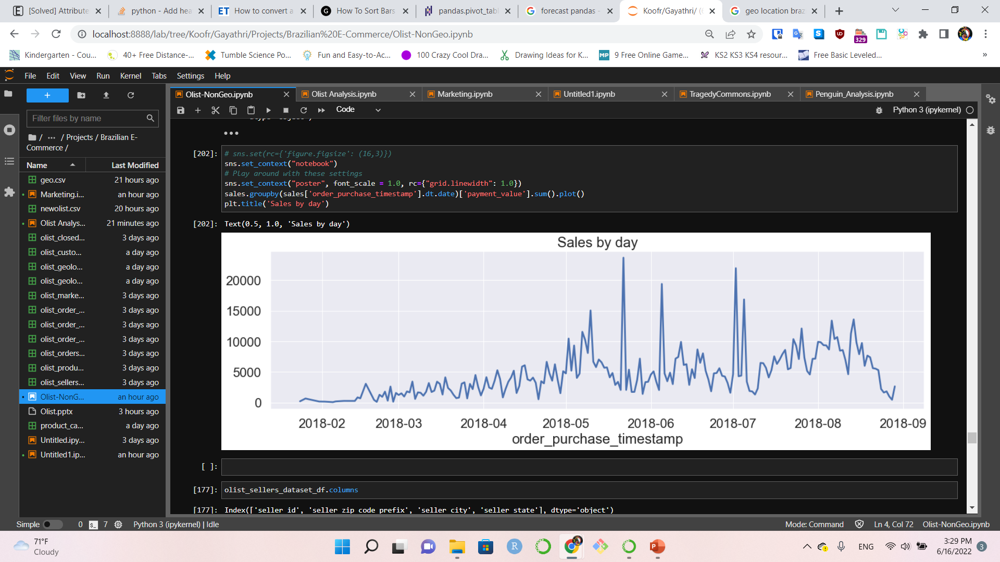 [Solved] Attribute
python - Add hea
How to convert a
How To Sort Bars
pandas.pivot_tabl
forecast pandas -
Koofr/Gayathri/ (6
geo location braz
localhost:8888/lab/tree/Koofr/Gayathri/Projects/Brazilian%20E-Commerce/Olist-NonGeo.ipynb
329
Kindergarten - Cou...
40+ Free Distance-...
Tumble Science Po...
Fun and Easy-to-Ac...
100 Crazy Cool Dra...
Drawing Ideas for K...
MP 9 Free Online Game...
KS2 KS3 KS4 resour...
Free Basic Leveled...
»
File Edit View Run Kernel Tabs Settings Help
Olist-NonGeo.ipynb
Olist Analysis.ipynb
Marketing.ipynb
Untitled1.ipynb
TragedyCommons.ipynb
Penguin_Analysis.ipynb
Code
Python 3 (ipykernel)
Filter files by name
/ ··· / Projects / Brazilian E-
Commerce /
Name Last Modified
geo.csv 21 hours ago
Marketing.i... an hour ago
newolist.csv 20 hours ago
Olist Analys... 21 minutes ago
olist_closed... 3 days ago
olist_custo... a day ago
olist_geolo... a day ago
olist_geolo... a day ago
olist_marke... 3 days ago
olist_order_... 3 days ago
olist_order_... 3 days ago
olist_order_... 3 days ago
olist_orders... 3 days ago
olist_produ... 3 days ago
olist_sellers... 3 days ago
Olist-NonG... an hour ago
Olist.pptx 3 hours ago
product_ca... a day ago
Untitled.ipy... 3 days ago
Untitled1.ip... an hour ago
[202]: # sns.set(rc={'figure.figsize': (16,3)})
sns.set_context("notebook")
# Play around with these settings
sns.set_context("poster", font_scale = 1.0, rc={"grid.linewidth": 1.0})
sales.groupby(sales['order_purchase_timestamp'].dt.date)['payment_value'].sum().plot()
plt.title('Sales by day')
[202]: Text(0.5, 1.0, 'Sales by day')
Sales by day
20000
15000
10000
5000
0
2018-02 2018-03 2018-04 2018-05 2018-06 2018-07 2018-08 2018-09
order_purchase_timestamp
[ ]:
[177]: olist_sellers_dataset_df.columns
[177]: Index(['seller_id', 'seller_zip_code_prefix', 'seller_city', 'seller_state'], dtype='object')
Simple 0 7 Python 3 (ipykernel) | Idle
Mode: Command Ln 4, Col 72 Olist-NonGeo.ipynb
71°F
Cloudy
ENG
3:29 PM
6/16/2022
3